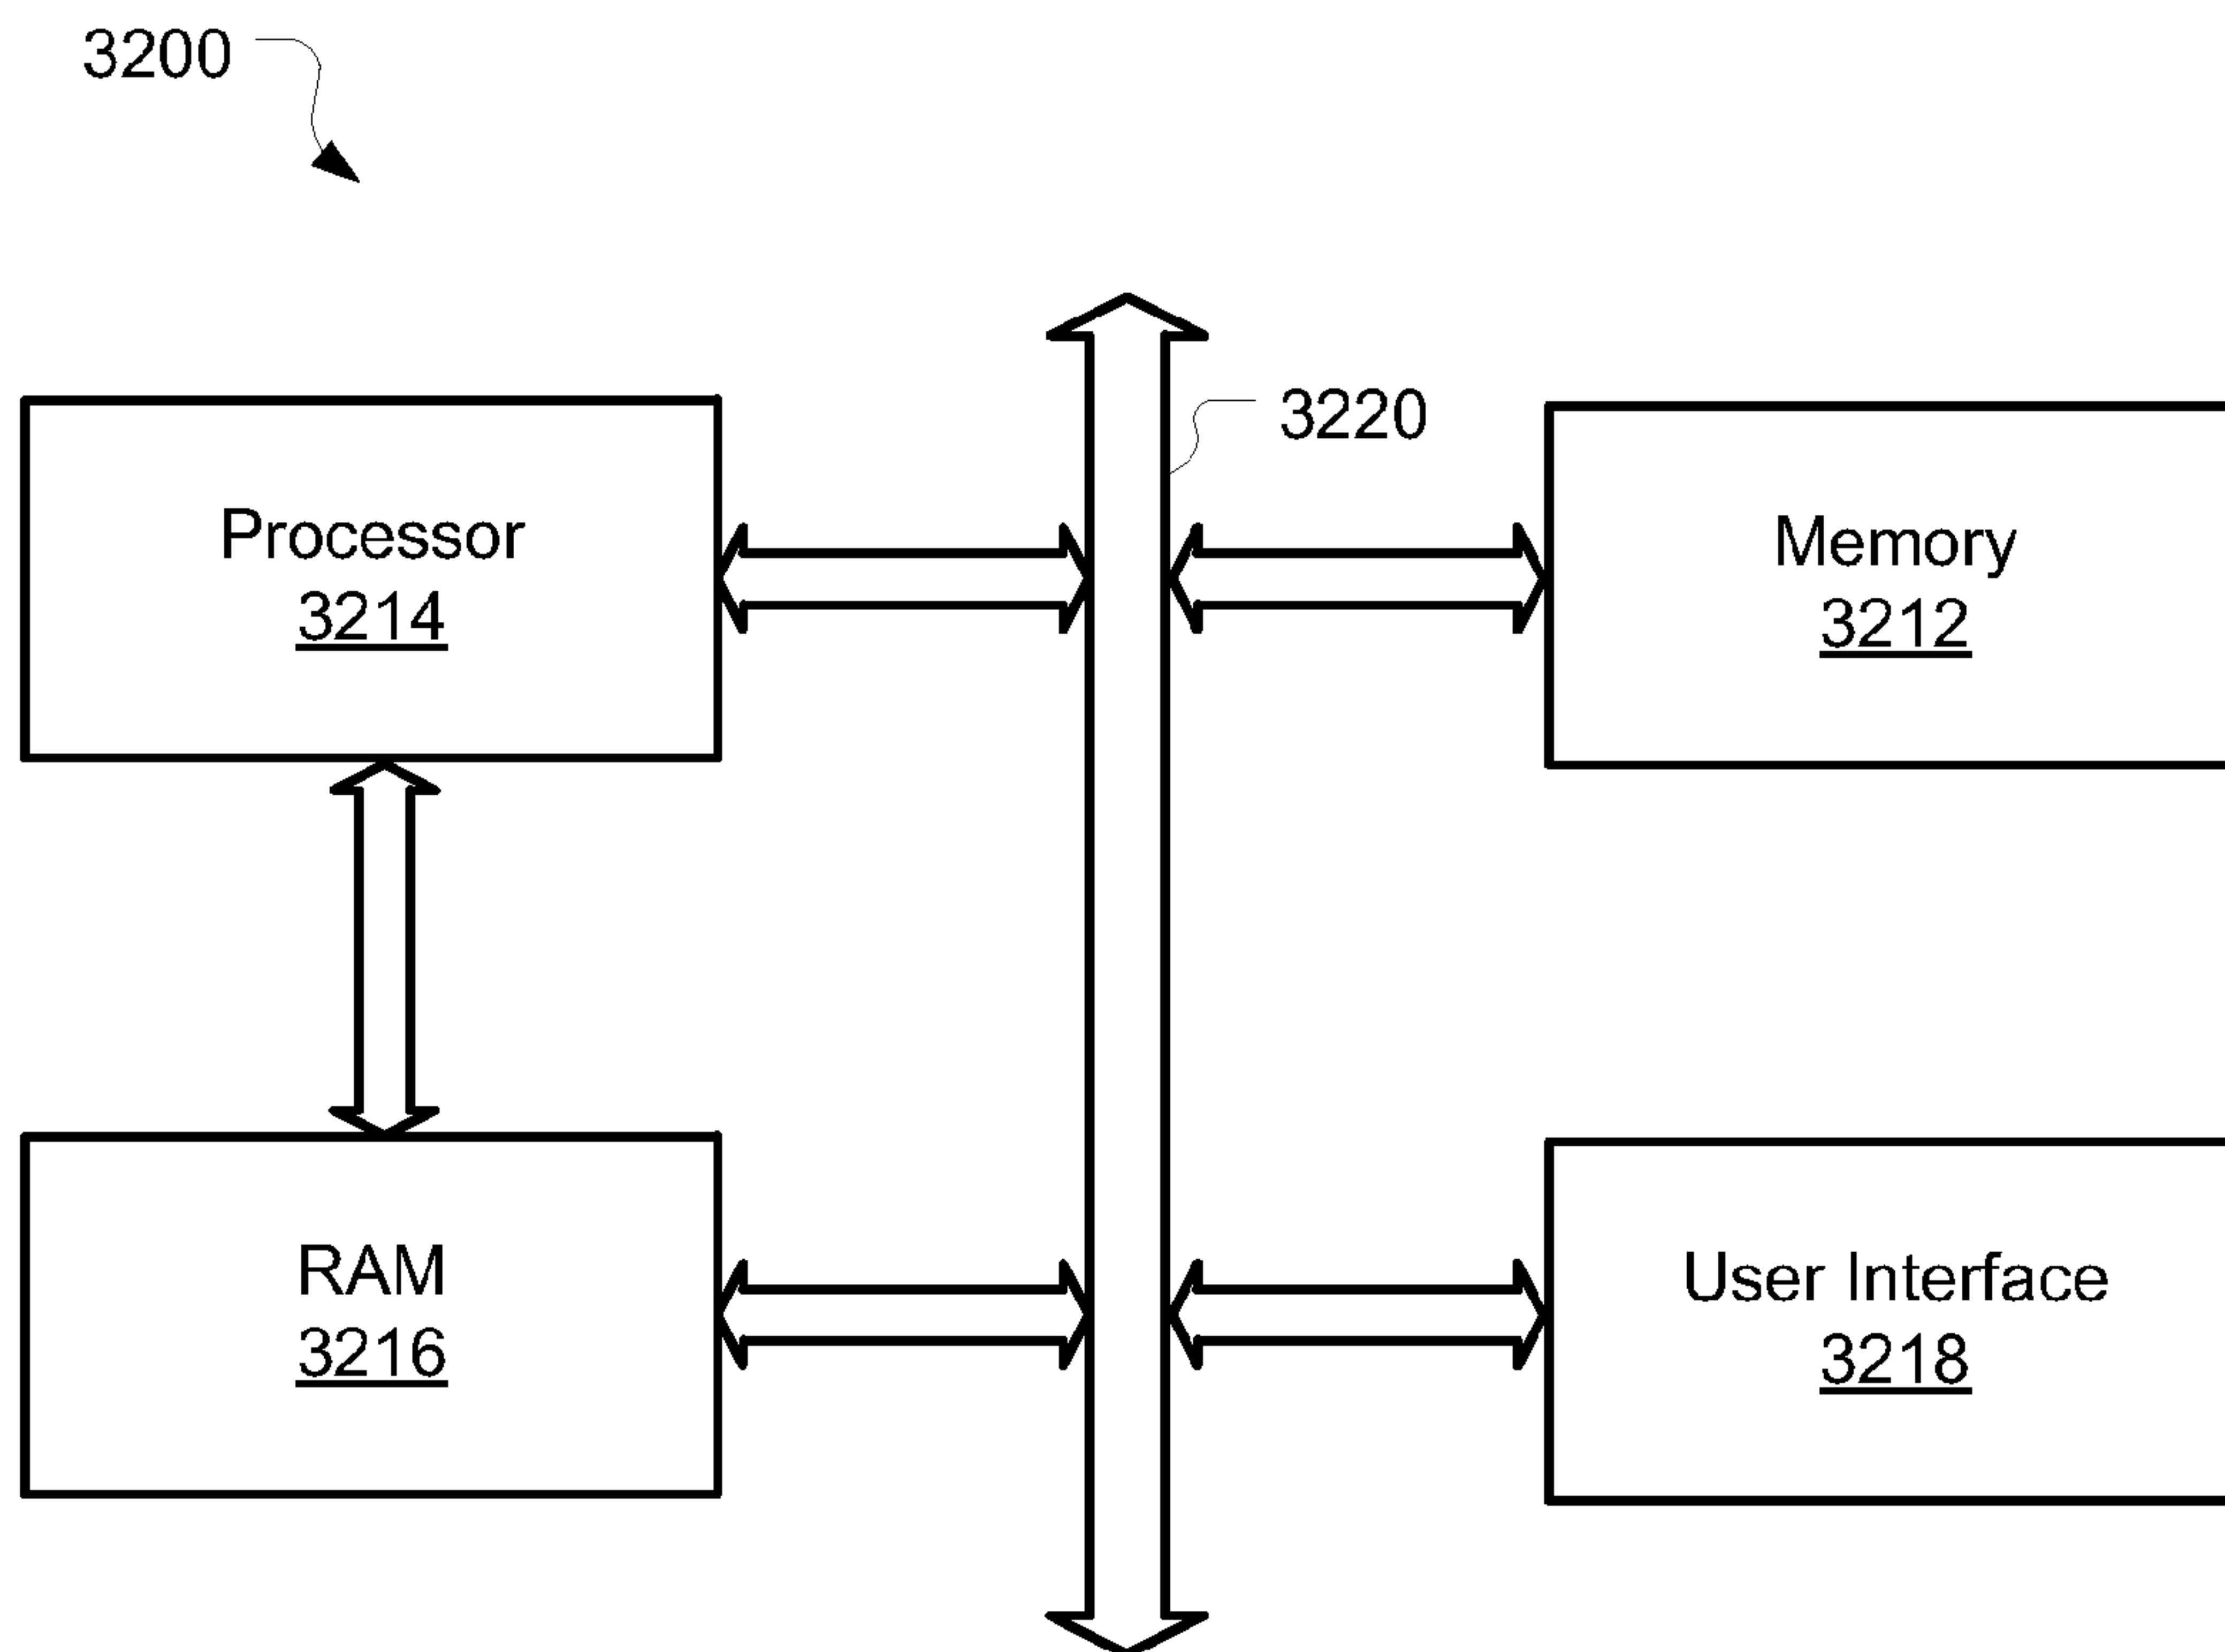 3200
3220
Processor
3214
Memory
3212
RAM
3216
User Interface
3218